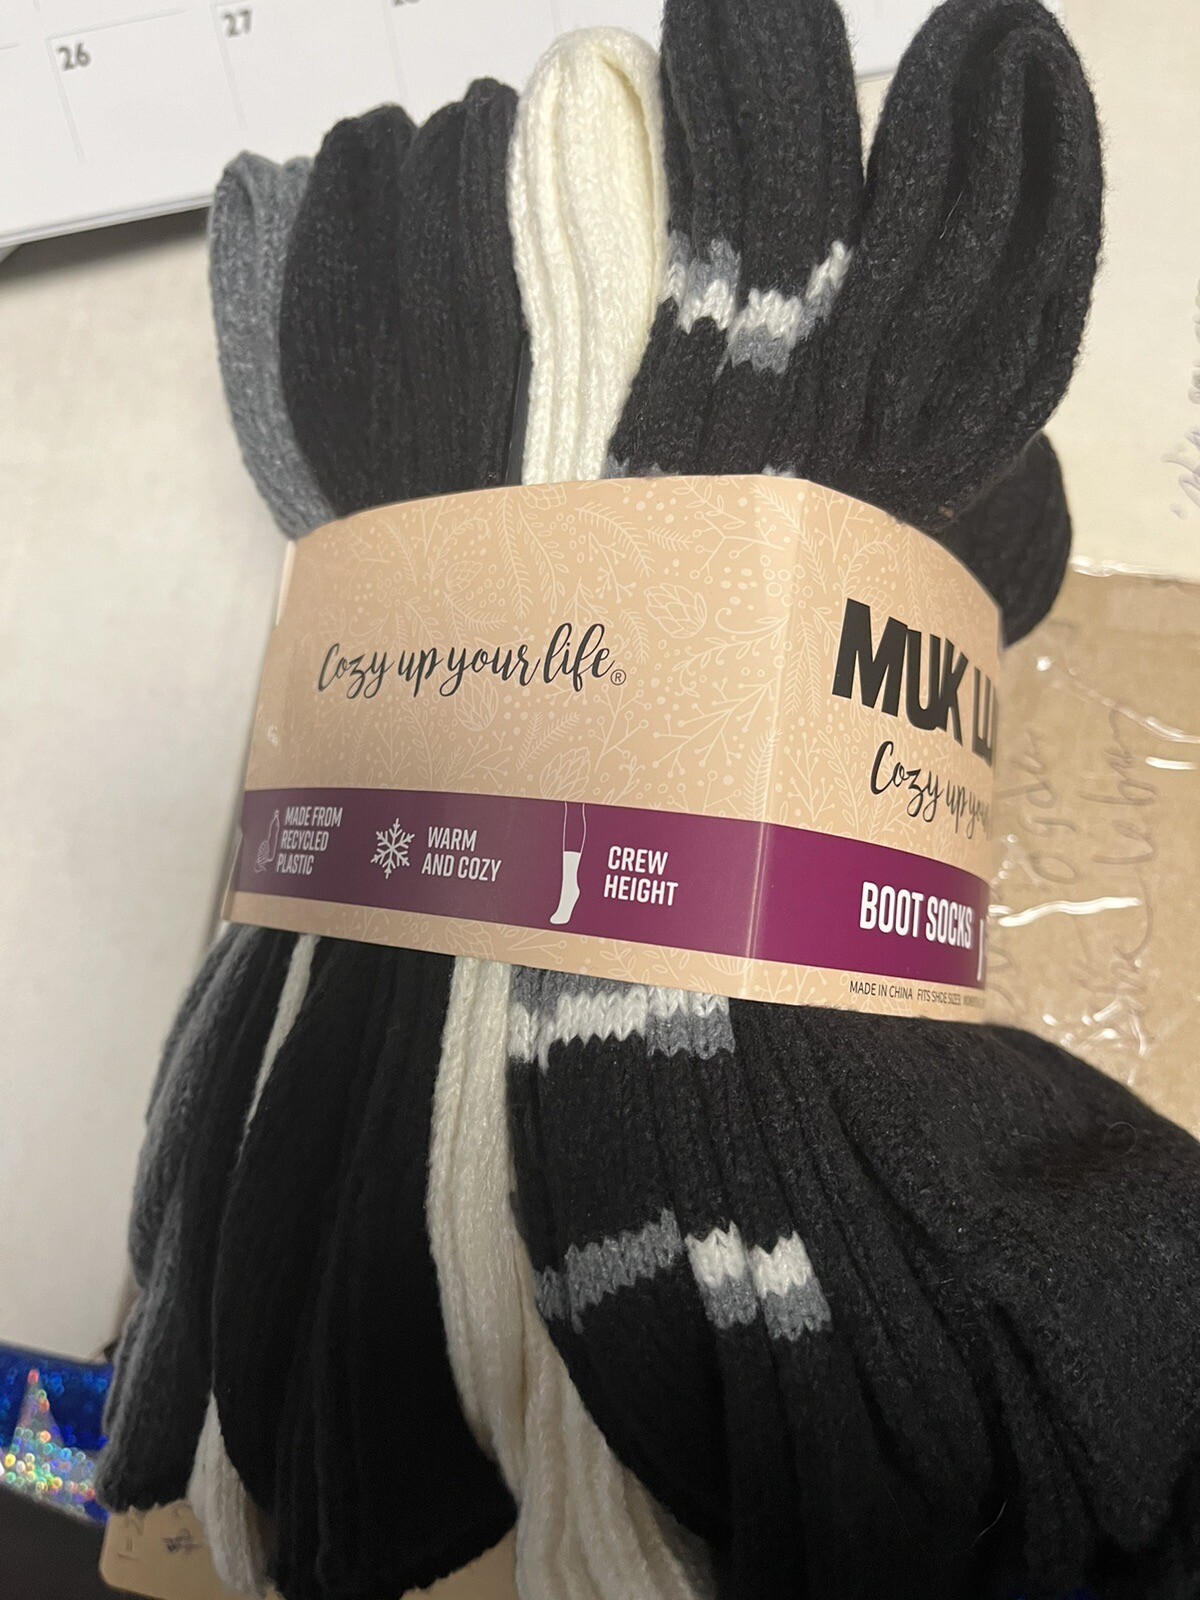 26
27
Cozy up your life®
MUK LU
Cozy up your
MADE FROM
RECYCLED
PLASTIC
WARM
AND COZY
CREW
HEIGHT
BOOT SOCKS
MADE IN CHINA FITS SHOE SIZES